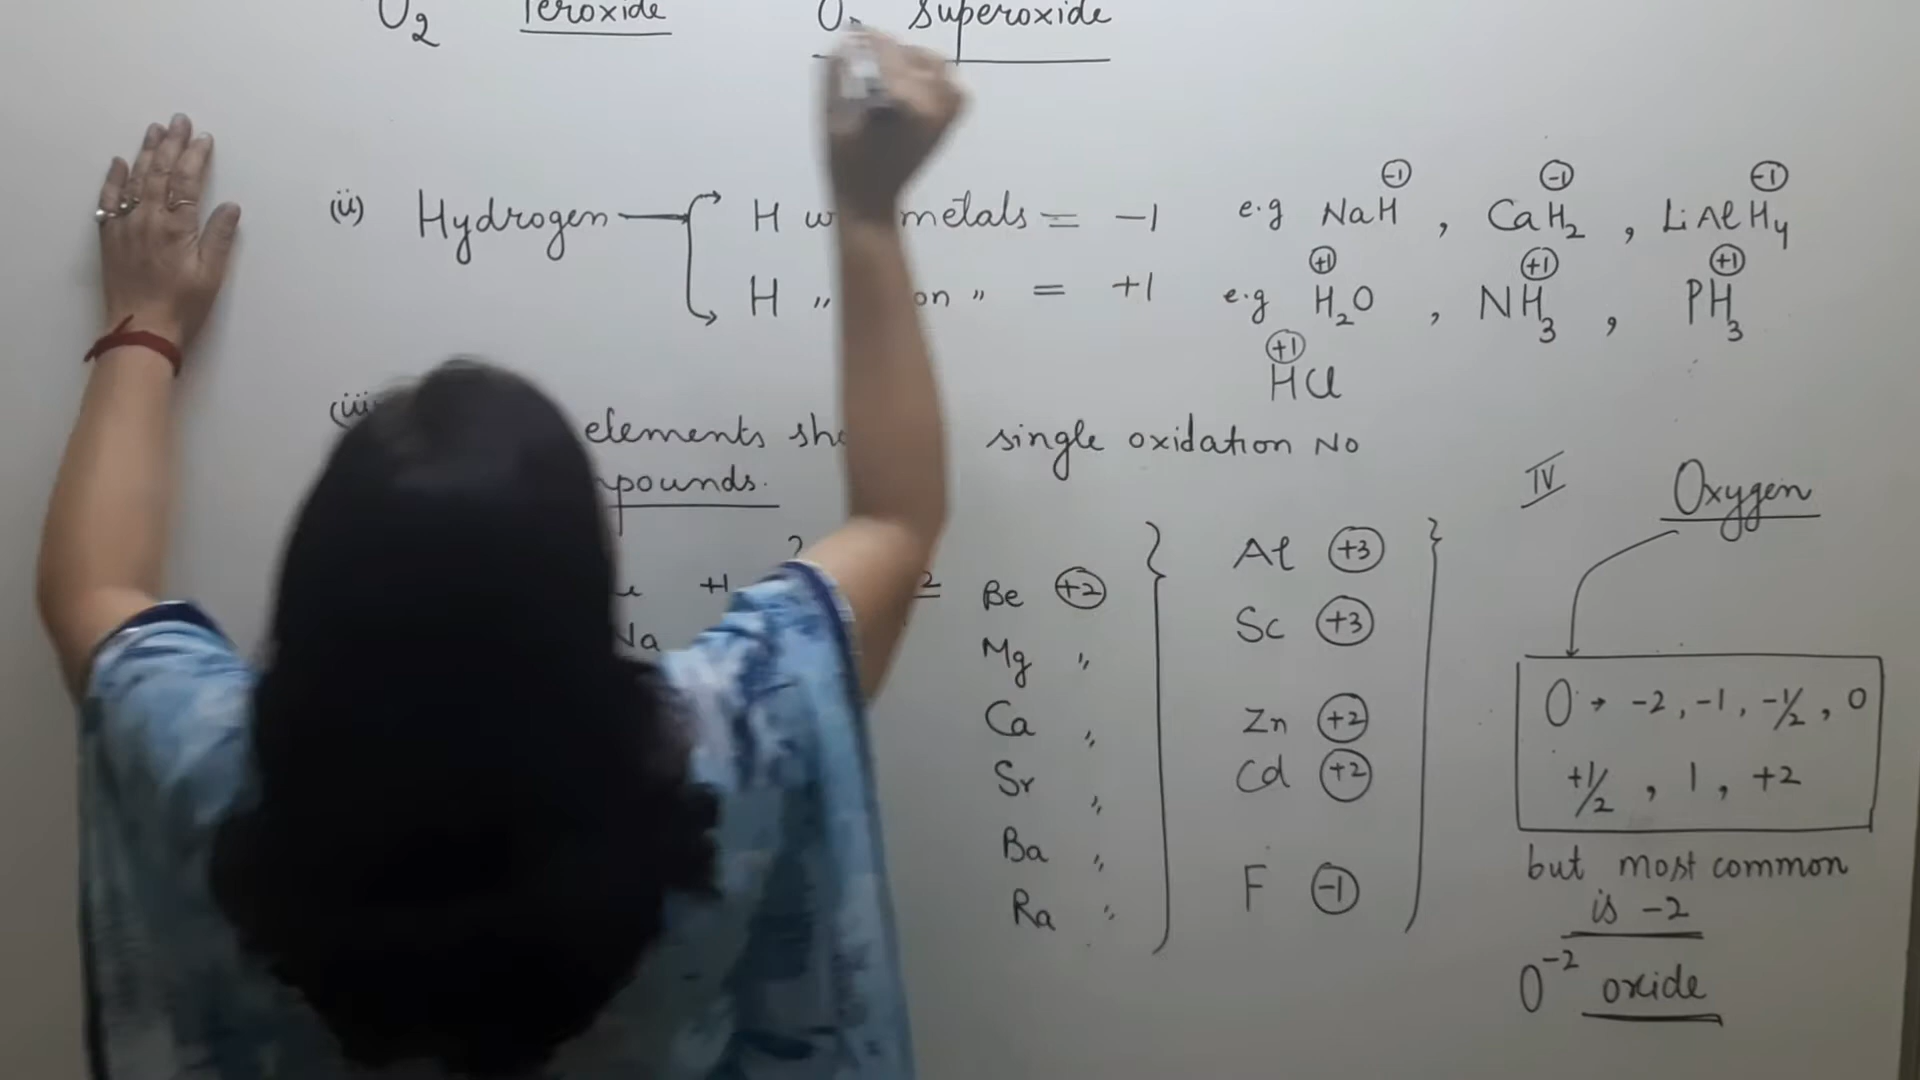 O₂ Peroxide O₂ Superoxide
(ii) Hydrogen → H metals = -1 e.g NaH , CaH₂ , LiAlH₄
-1 -1 -1
H " on " = +1 e.g H₂O , NH₃ , PH₃
+1 +1 +1
+1
HCl
(iii) elements single oxidation No
IV Oxygen
+1 2
Na
Be +2
Mg "
Ca "
Sr "
Ba "
Ra "
Al +3
Sc +3
Zn +2
Cd +2
F -1
O → -2, -1, -1/2, 0
+1/2 , 1 , +2
but most common
is -2
O⁻² oxide